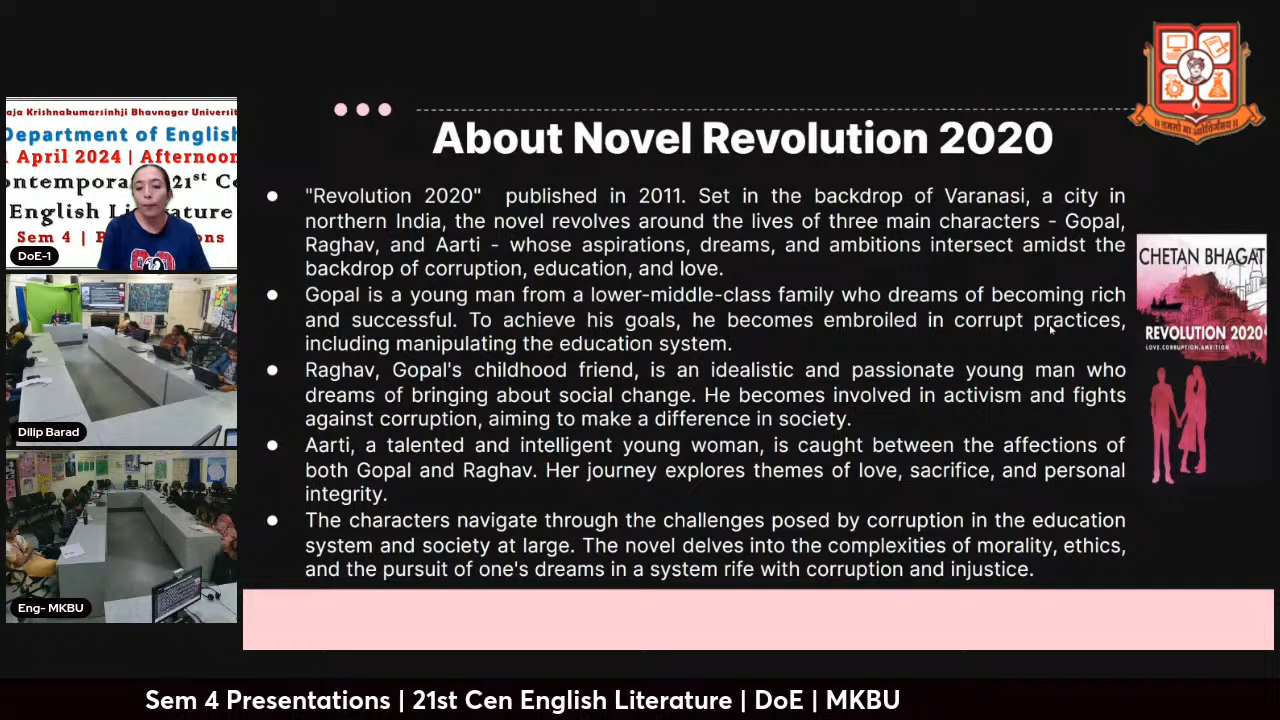 aja Krishnakumarsinhji Bhavnagar Universit
Department of English
April 2024 | Afternoon
ontempora 21st Ce
English Literature
Sem 4 | P ons
DoE-1
Dilip Barad
Eng- MKBU
About Novel Revolution 2020
"Revolution 2020" published in 2011. Set in the backdrop of Varanasi, a city in
northern India, the novel revolves around the lives of three main characters - Gopal,
Raghav, and Aarti - whose aspirations, dreams, and ambitions intersect amidst the
backdrop of corruption, education, and love.
Gopal is a young man from a lower-middle-class family who dreams of becoming rich
and successful. To achieve his goals, he becomes embroiled in corrupt practices,
including manipulating the education system.
Raghav, Gopal's childhood friend, is an idealistic and passionate young man who
dreams of bringing about social change. He becomes involved in activism and fights
against corruption, aiming to make a difference in society.
Aarti, a talented and intelligent young woman, is caught between the affections of
both Gopal and Raghav. Her journey explores themes of love, sacrifice, and personal
integrity.
The characters navigate through the challenges posed by corruption in the education
system and society at large. The novel delves into the complexities of morality, ethics,
and the pursuit of one's dreams in a system rife with corruption and injustice.
CHETAN BHAGAT
REVOLUTION 2020
LOVE.CORRUPTION.AMBITION
Sem 4 Presentations | 21st Cen English Literature | DoE | MKBU